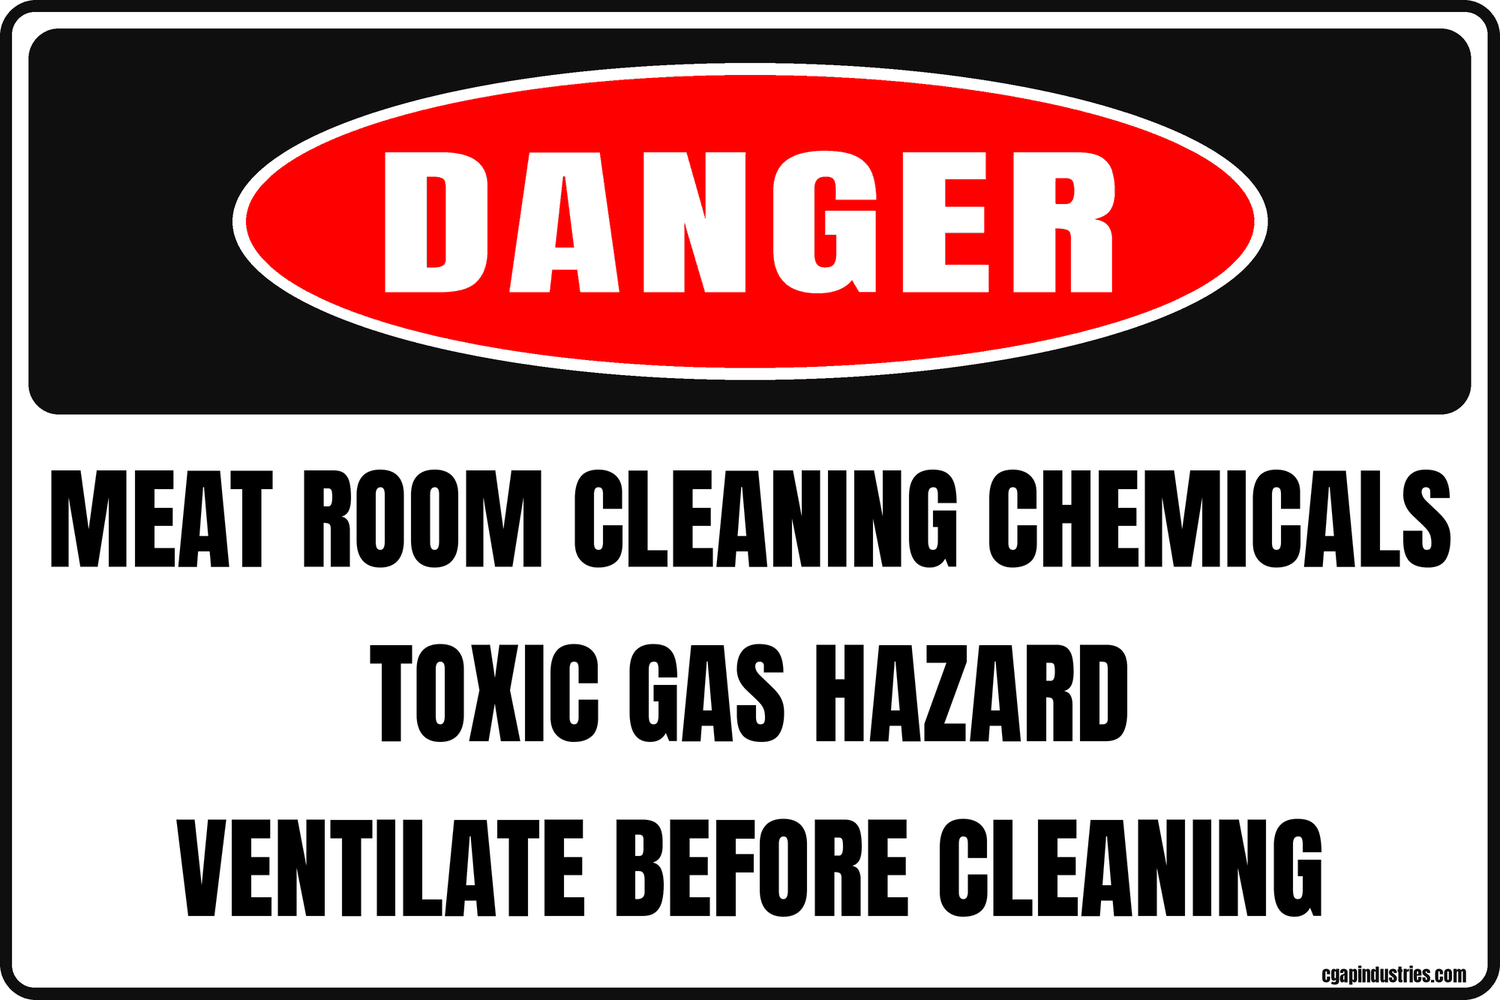 DANGER
MEAT ROOM CLEANING CHEMICALS
TOXIC GAS HAZARD
VENTILATE BEFORE CLEANING
cgapindustries.com